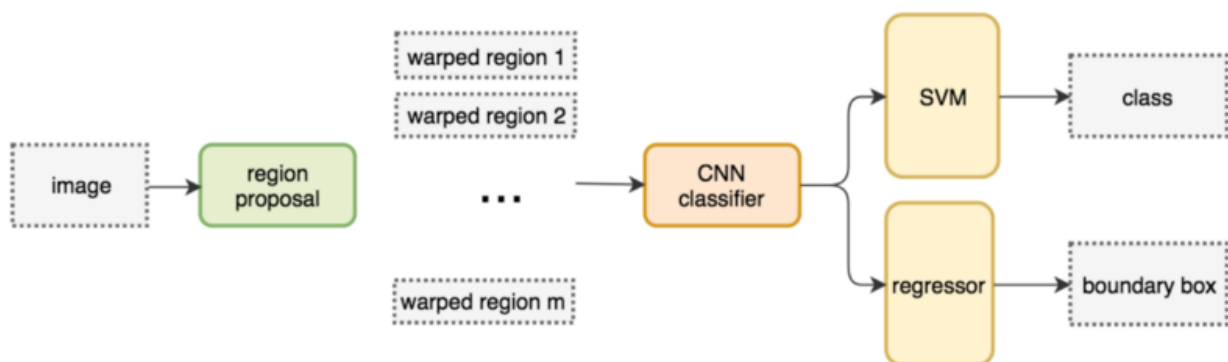 image
region
proposal
warped region 1
warped region 2
...
warped region m
CNN
classifier
SVM
class
regressor
boundary box